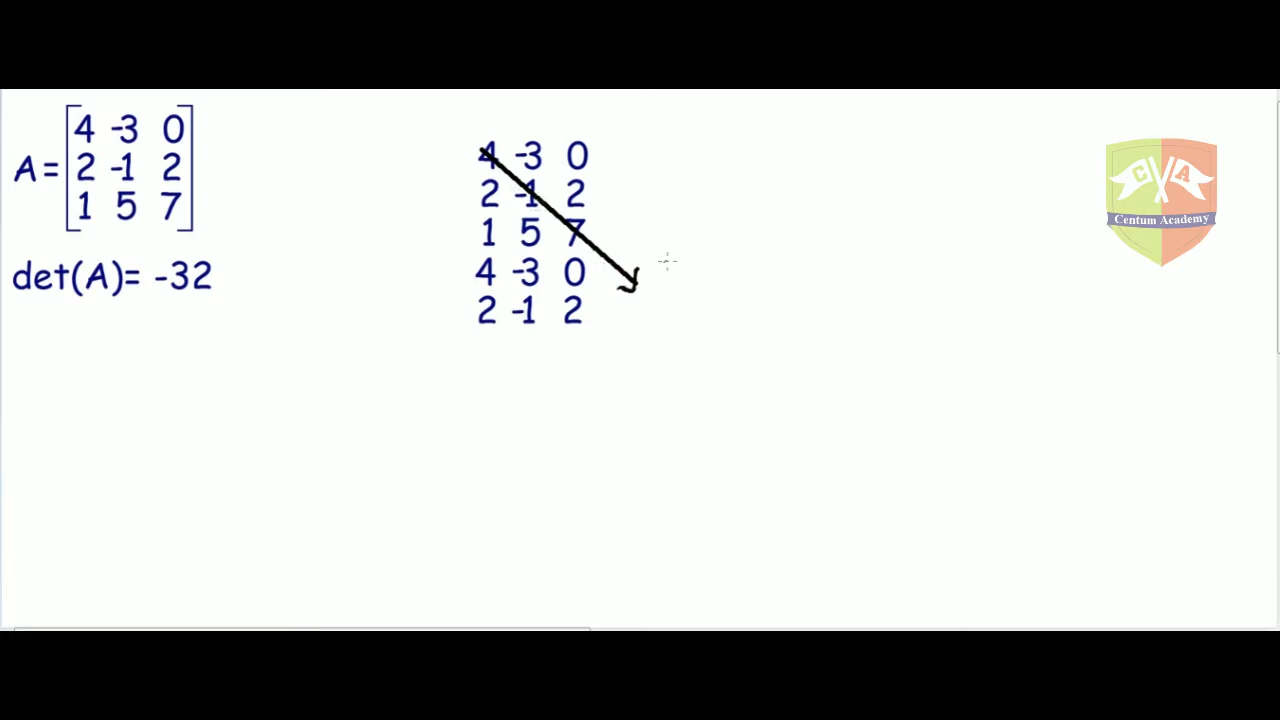 4 -3 0
A= 2 -1 2
1 5 7
det(A)= -32
4 -3 0
2 -1 2
1 5 7
4 -3 0
2 -1 2
C A
Centum Academy